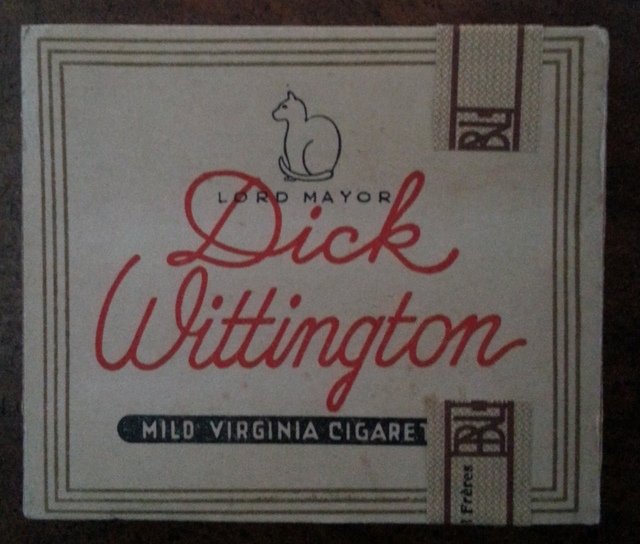 LORD MAYOR
Dick
Wittington
MILD VIRGINIA CIGARET
Frères